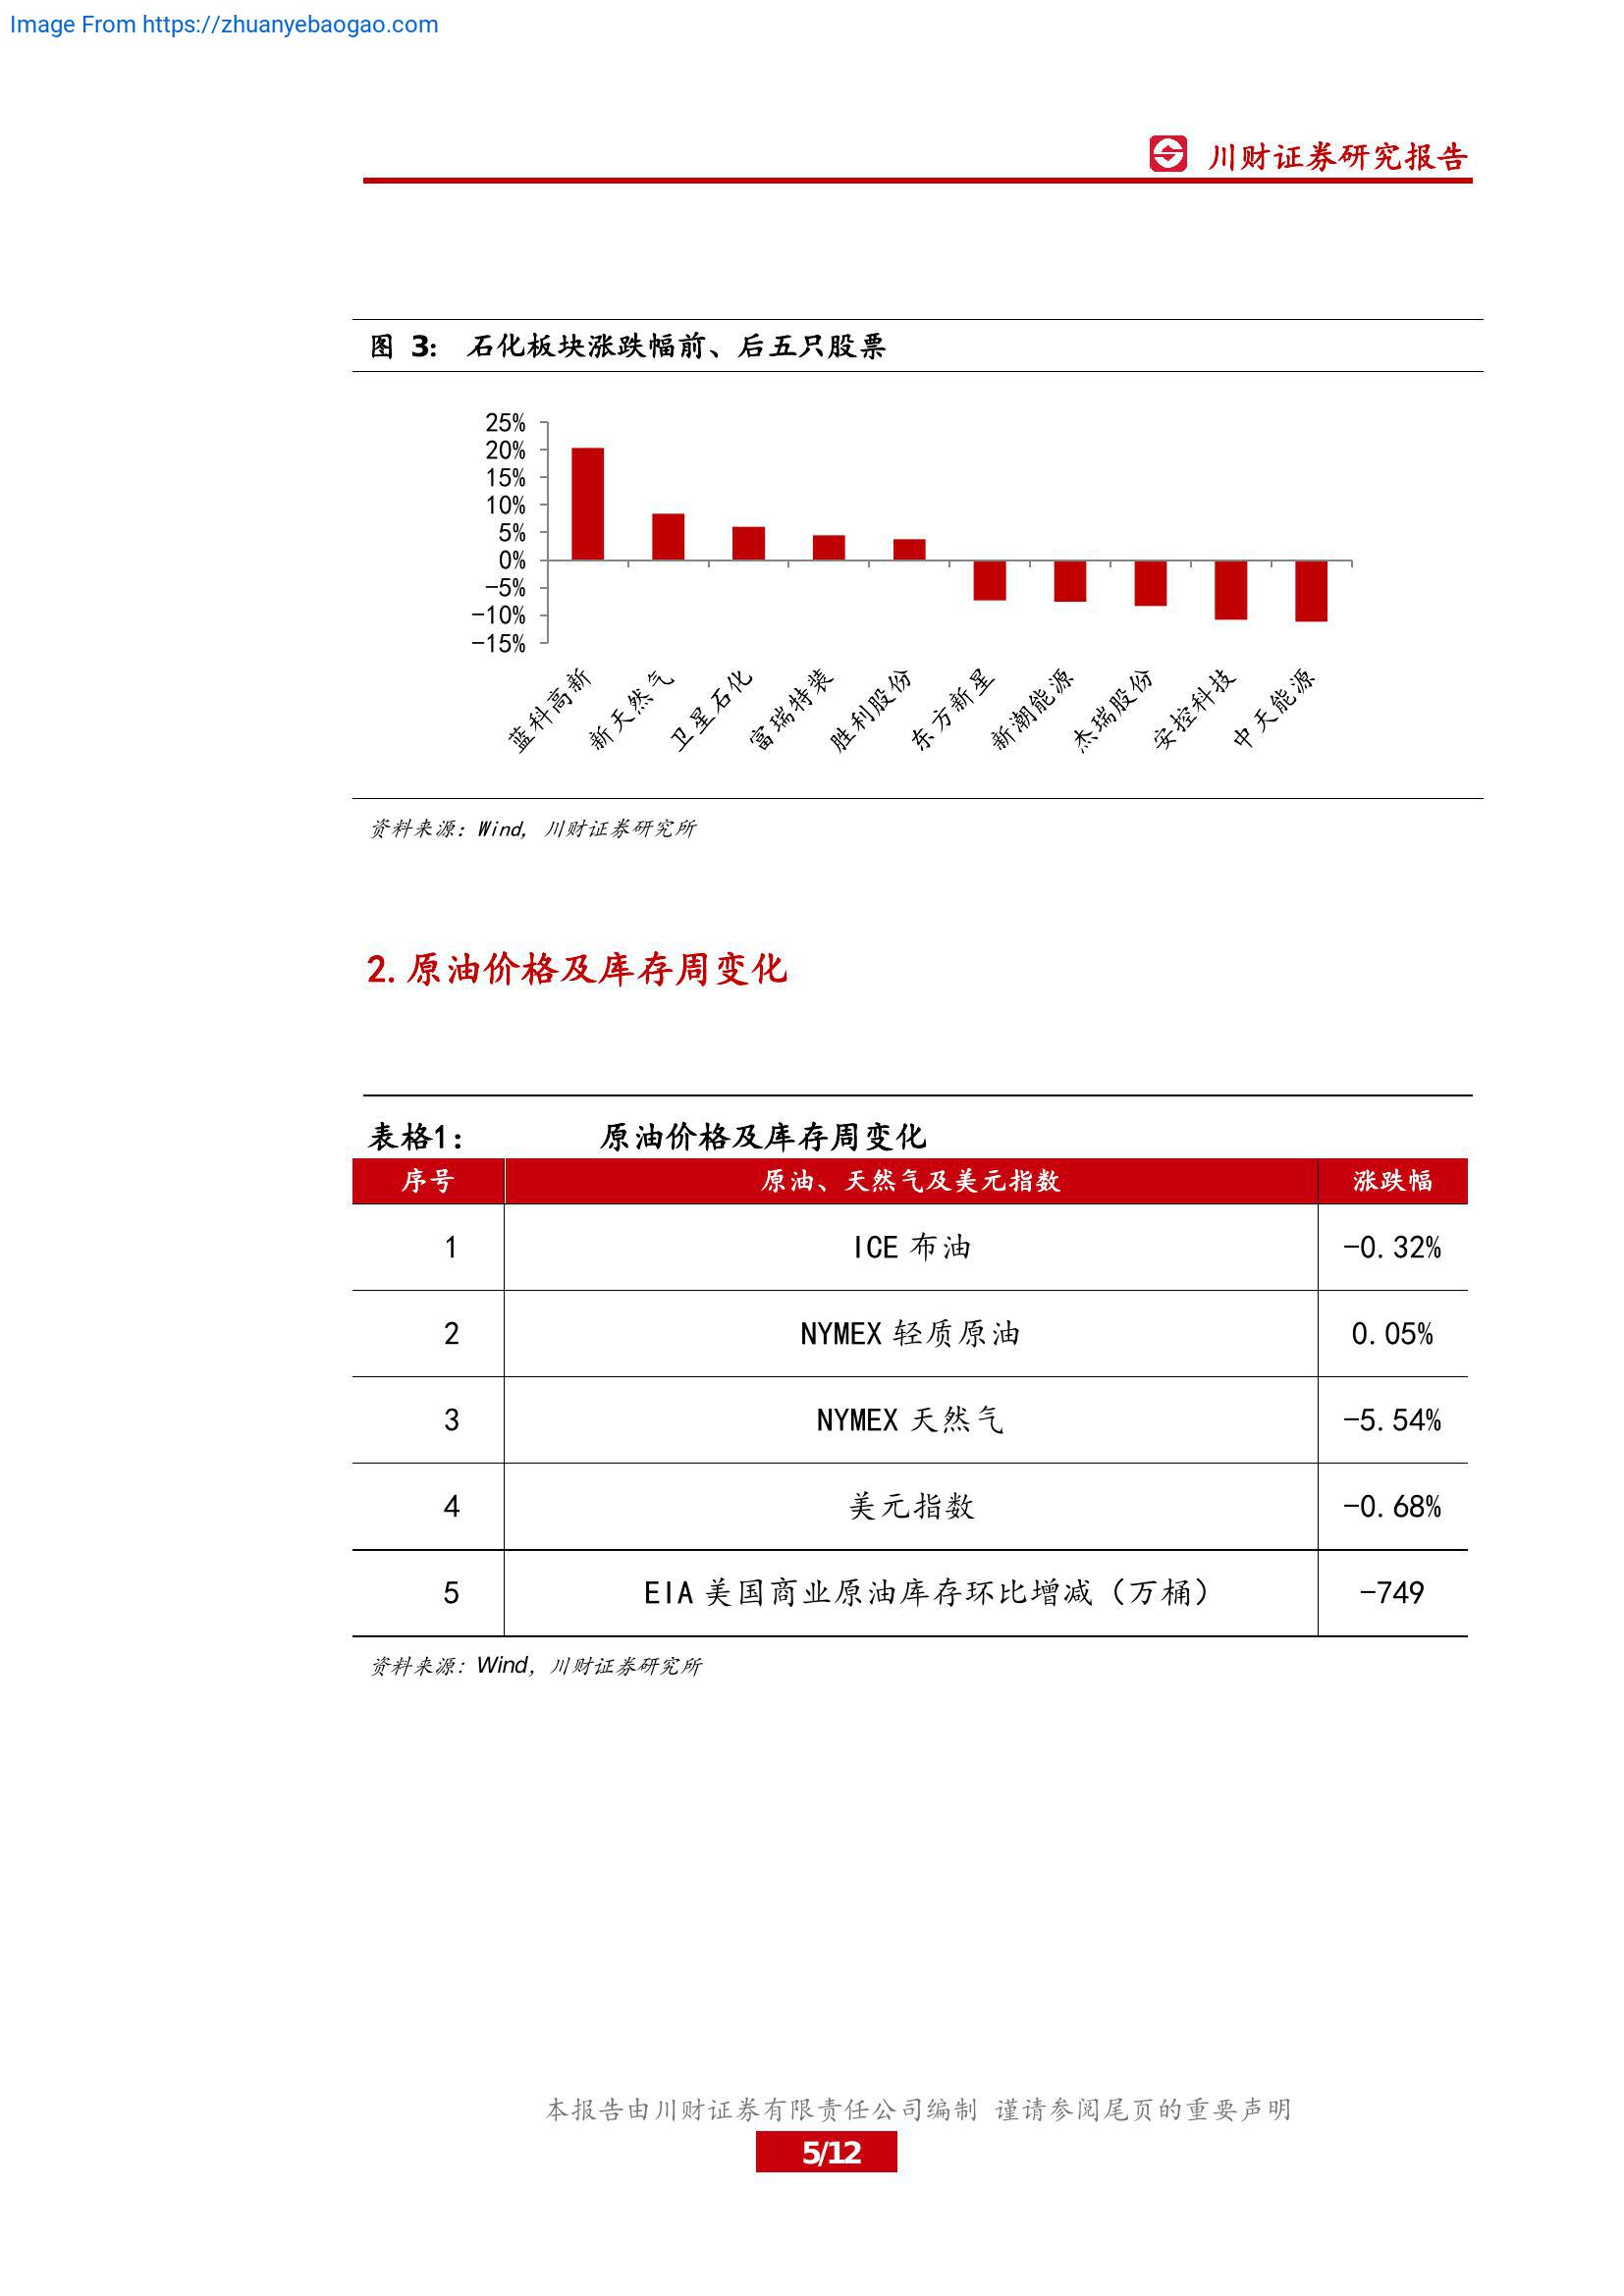 Image From https://zhuanyebaogao.com
川财证券研究报告
图 3: 石化板块涨跌幅前、后五只股票
25%
20%
15%
10%
5%
0%
-5%
-10%
-15%
蓝科高新
新天然气
卫星石化
富瑞特装
胜利股份
东方新星
新潮能源
杰瑞股份
安控科技
中天能源
资料来源：Wind，川财证券研究所
2.原油价格及库存周变化
表格1： 原油价格及库存周变化
序号 原油、天然气及美元指数 涨跌幅
1 ICE 布油 -0.32%
2 NYMEX 轻质原油 0.05%
3 NYMEX 天然气 -5.54%
4 美元指数 -0.68%
5 EIA 美国商业原油库存环比增减（万桶） -749
资料来源：Wind，川财证券研究所
本报告由川财证券有限责任公司编制 谨请参阅尾页的重要声明
5/12